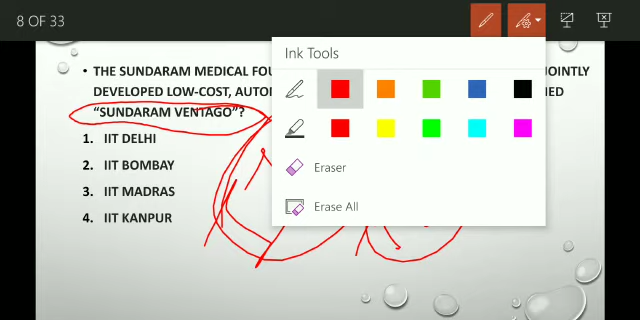 8 OF 33
Ink Tools
• THE SUNDARAM MEDICAL FOU JOINTLY
DEVELOPED LOW-COST, AUTO
"SUNDARAM VENTAGO"?
1. IIT DELHI
2. IIT BOMBAY
3. IIT MADRAS
4. IIT KANPUR
Eraser
Erase All